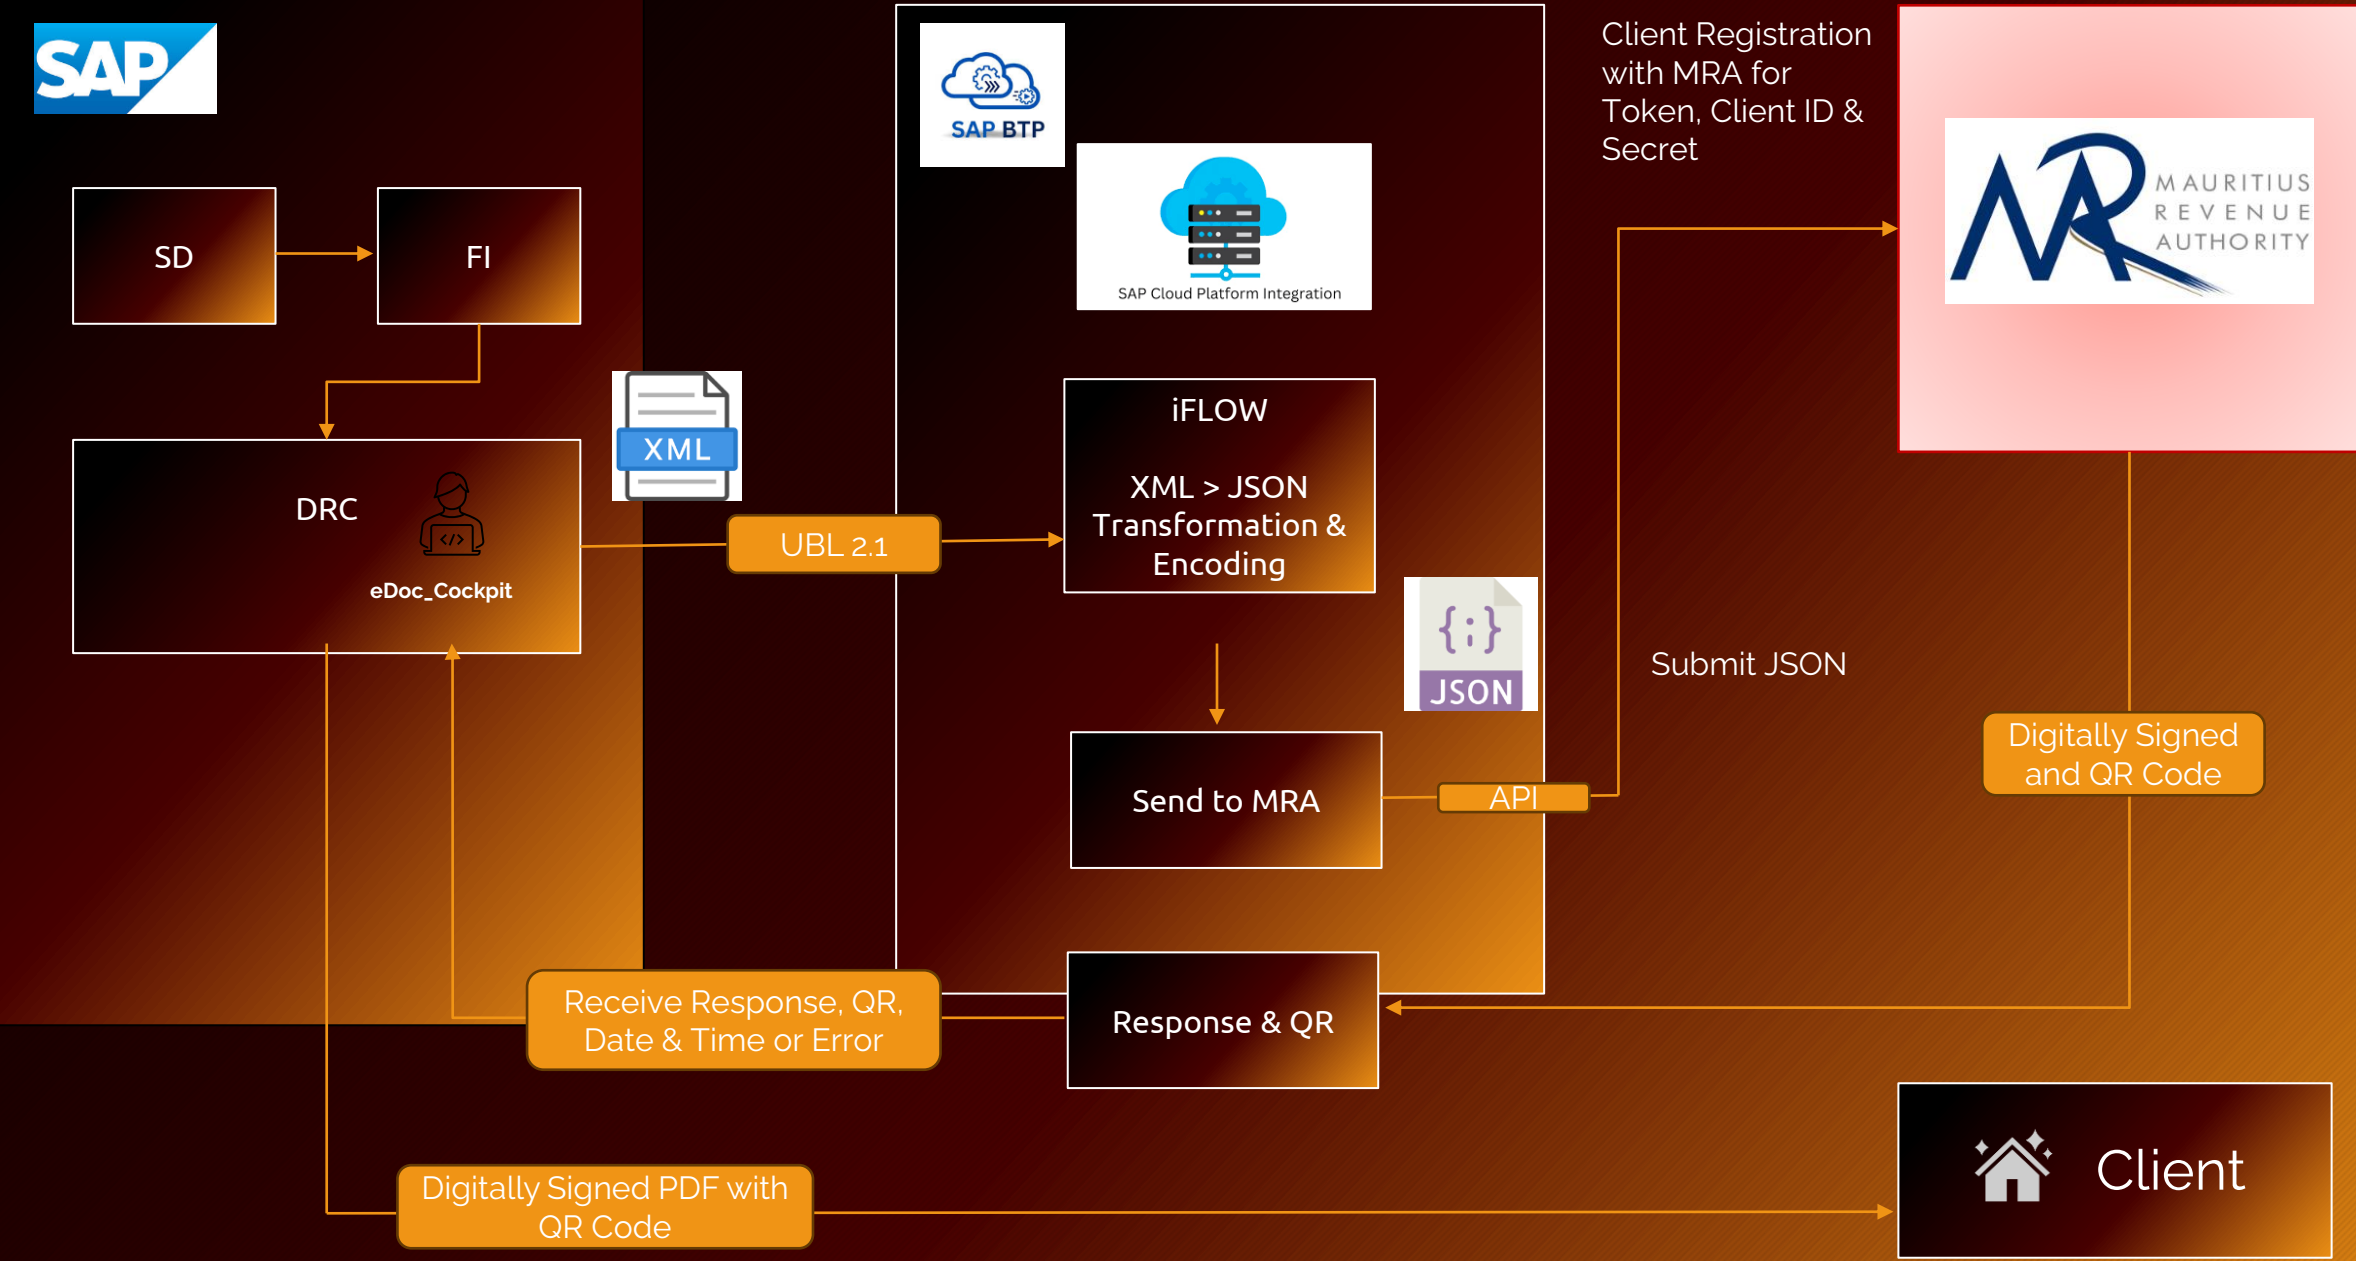 SAP
SD
FI
DRC
</>
eDoc_Cockpit
XML
UBL 2.1
SAP BTP
SAP Cloud Platform Integration
iFLOW
XML > JSON
Transformation &
Encoding
{;}
JSON
Send to MRA
API
Client Registration
with MRA for
Token, Client ID &
Secret
MRA
MAURITIUS
REVENUE
AUTHORITY
Submit JSON
Digitally Signed
and QR Code
Response & QR
Receive Response, QR,
Date & Time or Error
Digitally Signed PDF with
QR Code
Client